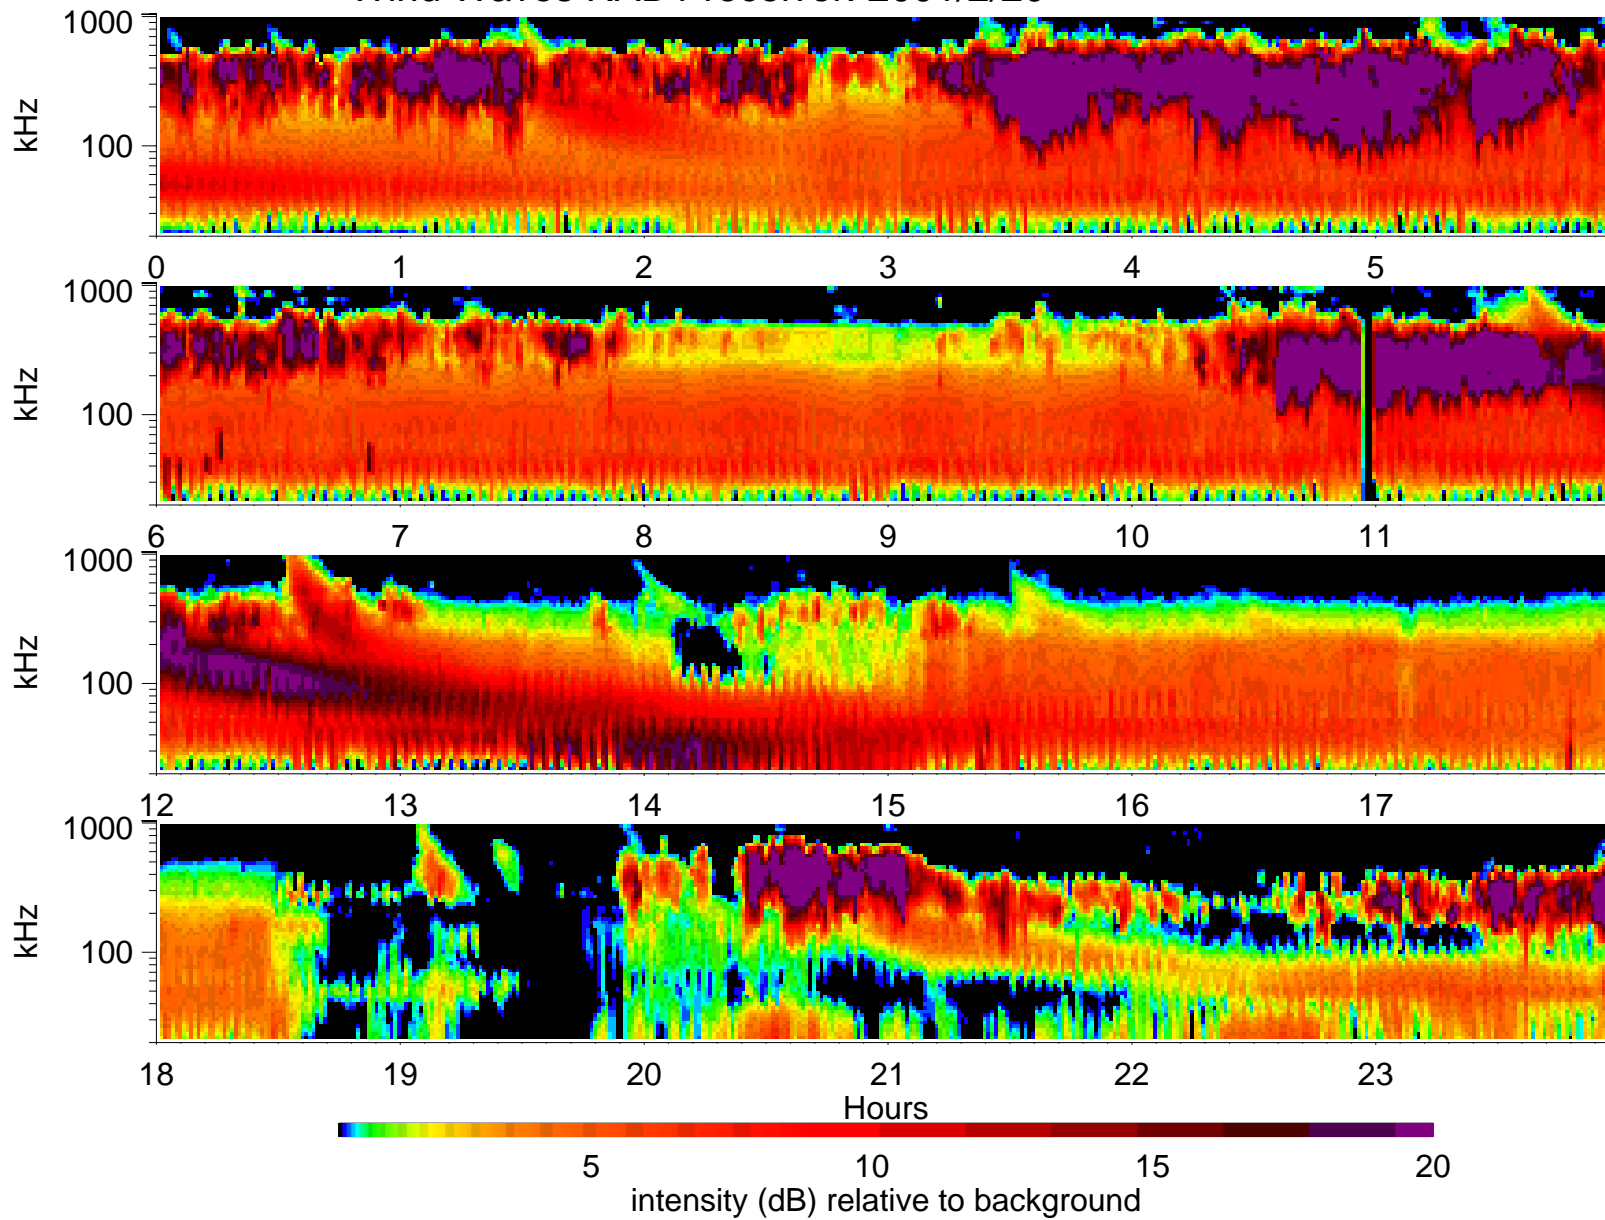 kHz 1000 100
0 1 2 3 4 5
kHz 1000 100
6 7 8 9 10 11
kHz 1000 100
12 13 14 15 16 17
kHz 1000 100
18 19 20 21 22 23
Hours
5 10 15 20
intensity (dB) relative to background